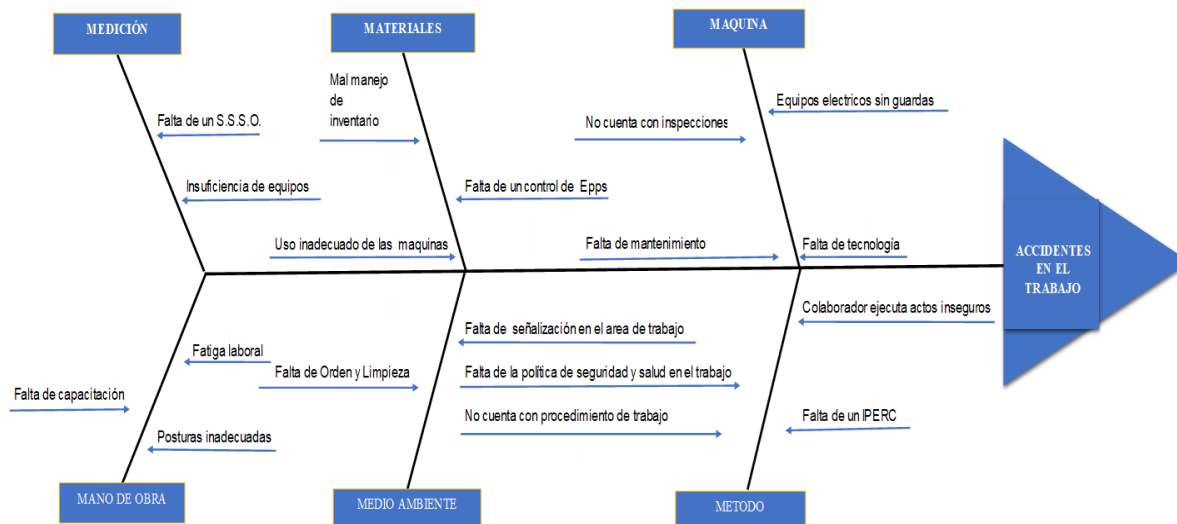 MEDICIÓN
MATERIALES
MAQUINA
Mal manejo
de
inventario
Equipos electricos sin guardas
Falta de un S.S.S.O.
No cuenta con inspecciones
Insuficiencia de equipos
Falta de un control de Epps
Uso inadecuado de las maquinas
Falta de mantenimiento
Falta de tecnología
ACCIDENTES
EN EL
TRABAJO
Colaborador ejecuta actos inseguros
Falta de señalización en el area de trabajo
Fatiga laboral
Falta de Orden y Limpieza
Falta de la política de seguridad y salud en el trabajo
Falta de capacitación
No cuenta con procedimiento de trabajo
Falta de un IPERC
Posturas inadecuadas
MANO DE OBRA
MEDIO AMBIENTE
METODO